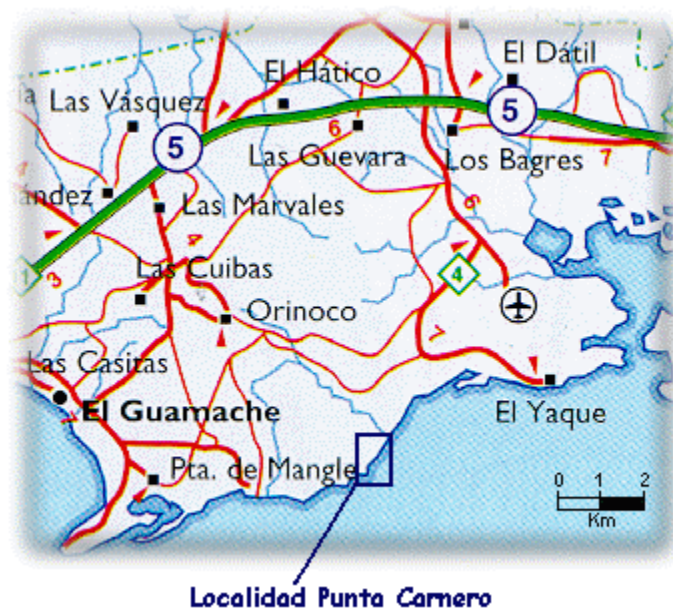 El Dátil
El Hático
Las Vásquez
5
5
6
Las Guevara
Los Bagres
7
Las Marvales
6
4
4
3
Las Cuibas
Orinoco
7
Las Casitas
El Guamache
El Yaque
Pta. de Mangle
0 1 2
Km
Localidad Punta Carnero